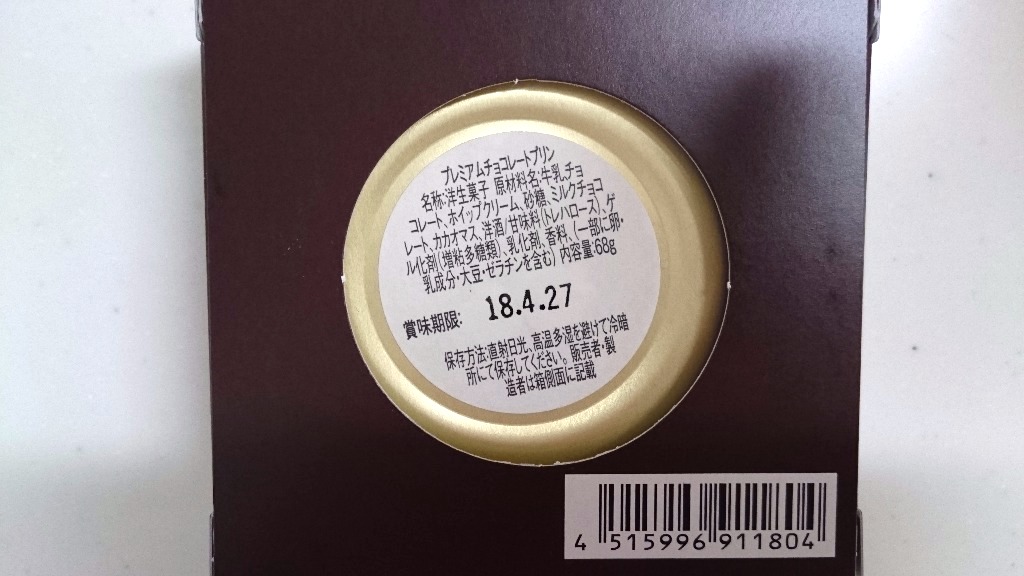 プレミアムチョコレートプリン
名称:洋生菓子 原材料名:牛乳、チョ
コレート、ホイップクリーム、砂糖、ミルクチョコ
レート、カカオマス、洋酒/甘味料(トレハロース)、ゲ
ル化剤(増粘多糖類)、乳化剤、香料、(一部に卵・
乳成分・大豆・ゼラチンを含む) 内容量:68g
賞味期限: 18.4.27
保存方法:直射日光、高温多湿を避けて冷暗
所にて保存してください。販売者・製
造者は箱側面に記載
4 515996 911804